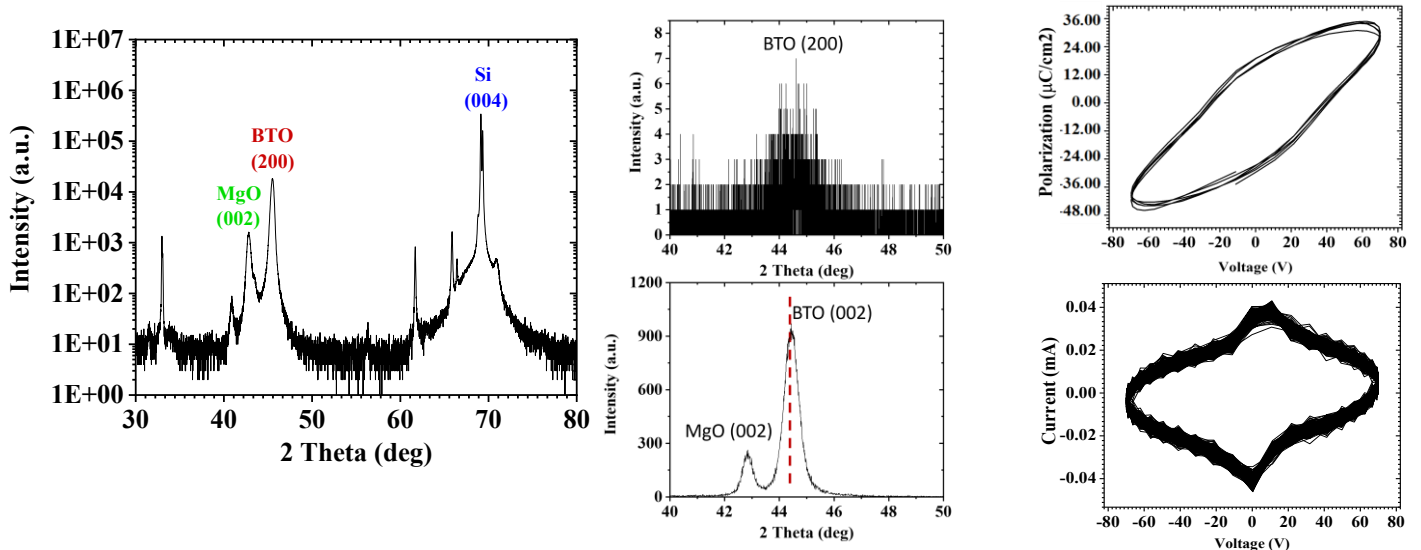 1E+07
1E+06
1E+05
1E+04
1E+03
1E+02
1E+01
1E+00
Intensity (a.u.)
MgO
(002)
BTO
(200)
Si
(004)
30 40 50 60 70 80
2 Theta (deg)
8
7
6
5
4
3
2
1
0
Intensity (a.u.)
BTO (200)
40 42 44 46 48 50
2 Theta (deg)
1200
900
600
300
0
Intensity (a.u.)
BTO (002)
MgO (002)
40 42 44 46 48 50
2 Theta (deg)
36.00
24.00
12.00
0.00
-12.00
-24.00
-36.00
-48.00
Polarization (μC/cm2)
-80 -60 -40 -20 0 20 40 60 80
Voltage (V)
0.04
0.02
0.00
-0.02
-0.04
Current (mA)
-80 -60 -40 -20 0 20 40 60 80
Voltage (V)